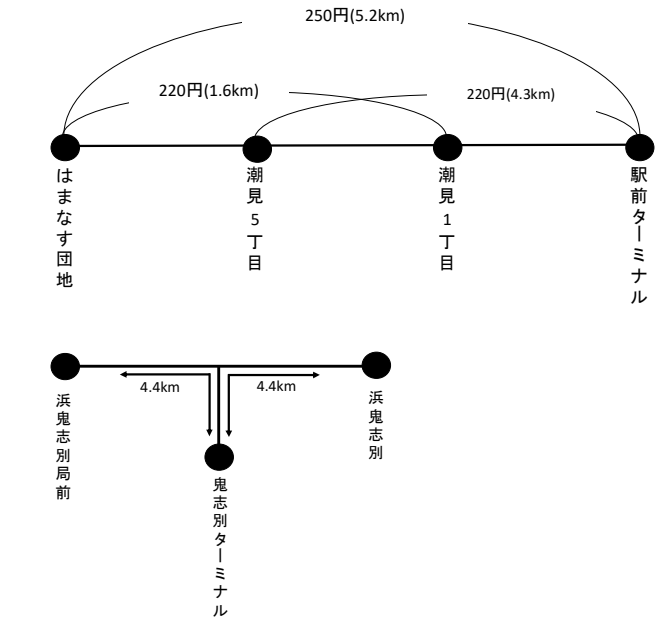 250円(5.2km)
220円(1.6km)
220円(4.3km)
はまなす団地
潮見5丁目
潮見1丁目
駅前ターミナル
4.4km
4.4km
浜鬼志別局前
浜鬼志別
鬼志別ターミナル